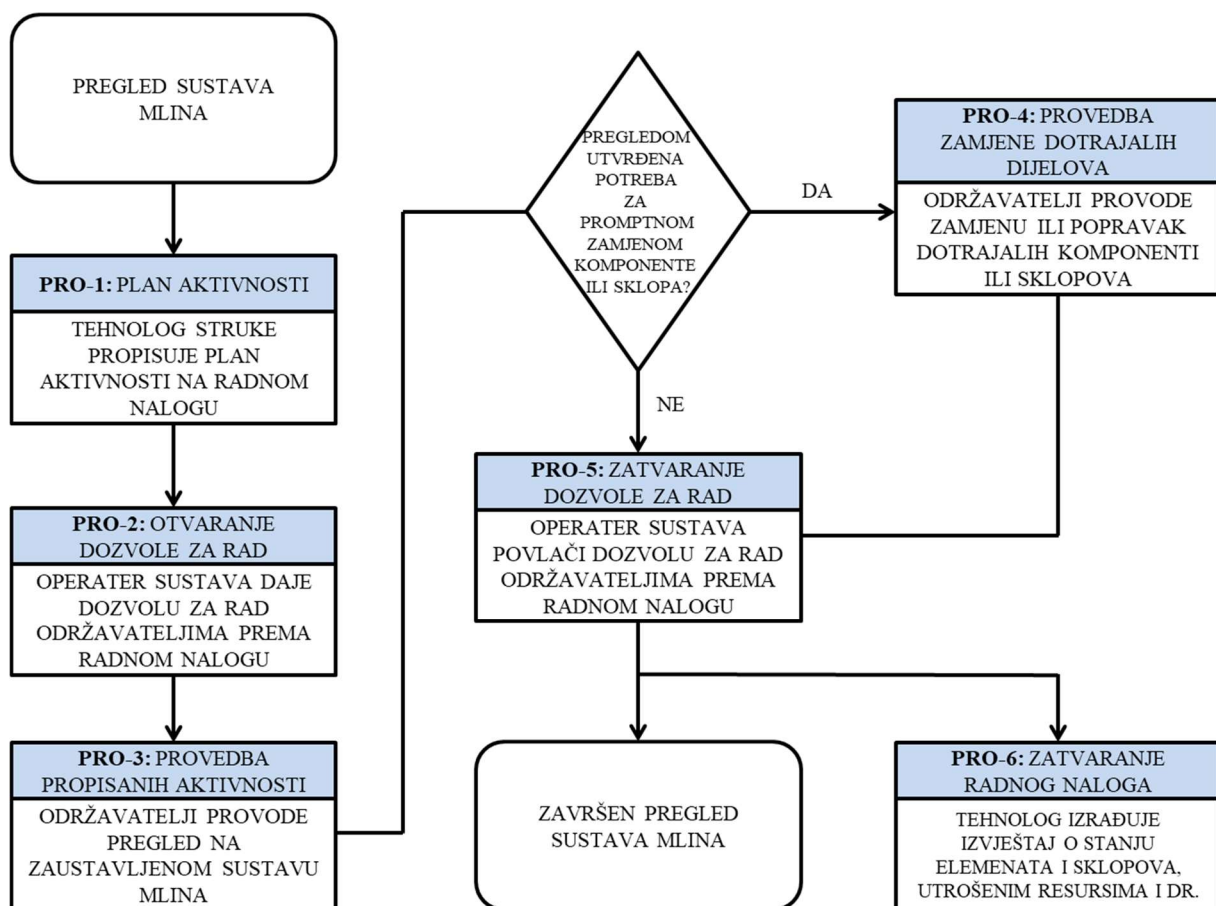 PREGLED SUSTAVA
MLINA
PRO-1: PLAN AKTIVNOSTI
TEHNOLOG STRUKE
PROPISUJE PLAN
AKTIVNOSTI NA RADNOM
NALOGU
PRO-2: OTVARANJE
DOZVOLE ZA RAD
OPERATER SUSTAVA DAJE
DOZVOLU ZA RAD
ODRŽAVATELJIMA PREMA
RADNOM NALOGU
PRO-3: PROVEDBA
PROPISANIH AKTIVNOSTI
ODRŽAVATELJI PROVODE
PREGLED NA
ZAUSTAVLJENOM SUSTAVU
MLINA
PREGLEDOM
UTVRĐENA
POTREBA
ZA
PROMPTNOM
ZAMJENOM
KOMPONENTE
ILI SKLOPA?
DA
NE
PRO-4: PROVEDBA
ZAMJENE DOTRAJALIH
DIJELOVA
ODRŽAVATELJI PROVODE
ZAMJENU ILI POPRAVAK
DOTRAJALIH KOMPONENTI
ILI SKLOPOVA
PRO-5: ZATVARANJE
DOZVOLE ZA RAD
OPERATER SUSTAVA
POVLAČI DOZVOLU ZA RAD
ODRŽAVATELJIMA PREMA
RADNOM NALOGU
ZAVRŠEN PREGLED
SUSTAVA MLINA
PRO-6: ZATVARANJE
RADNOG NALOGA
TEHNOLOG IZRAĐUJE
IZVJEŠTAJ O STANJU
ELEMENATA I SKLOPOVA,
UTROŠENIM RESURSIMA I DR.